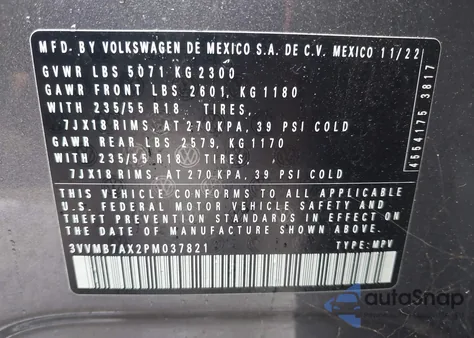 MFD. BY VOLKSWAGEN DE MEXICO S.A. DE C.V. MEXICO 11/22
GVWR LBS 5071 KG 2300
GAWR FRONT LBS 2601, KG 1180
WITH 235/55 R18 TIRES,
7JX18 RIMS, AT 270 KPA, 39 PSI COLD
GAWR REAR LBS 2579, KG 1170
WITH 235/55 R18 TIRES,
7JX18 RIMS, AT 270 KPA, 39 PSI COLD
THIS VEHICLE CONFORMS TO ALL APPLICABLE
U.S. FEDERAL MOTOR VEHICLE SAFETY AND
THEFT PREVENTION STANDARDS IN EFFECT ON
THE DATE OF MANUFACTURE SHOWN ABOVE.
3VVMB7AX2PM037821 TYPE: MPV
4554175 3817
autoSnap